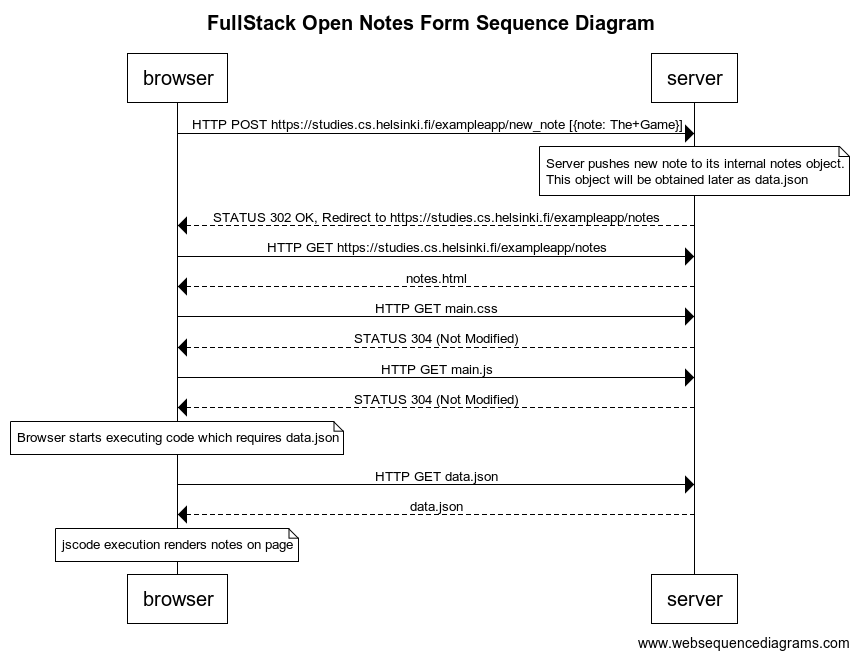 FullStack Open Notes Form Sequence Diagram
browser
server
HTTP POST https://studies.cs.helsinki.fi/exampleapp/new_note [{note: The+Game}]
Server pushes new note to its internal notes object.
This object will be obtained later as data.json
STATUS 302 OK, Redirect to https://studies.cs.helsinki.fi/exampleapp/notes
HTTP GET https://studies.cs.helsinki.fi/exampleapp/notes
notes.html
HTTP GET main.css
STATUS 304 (Not Modified)
HTTP GET main.js
STATUS 304 (Not Modified)
Browser starts executing code which requires data.json
HTTP GET data.json
data.json
jscode execution renders notes on page
browser
server
www.websequencediagrams.com